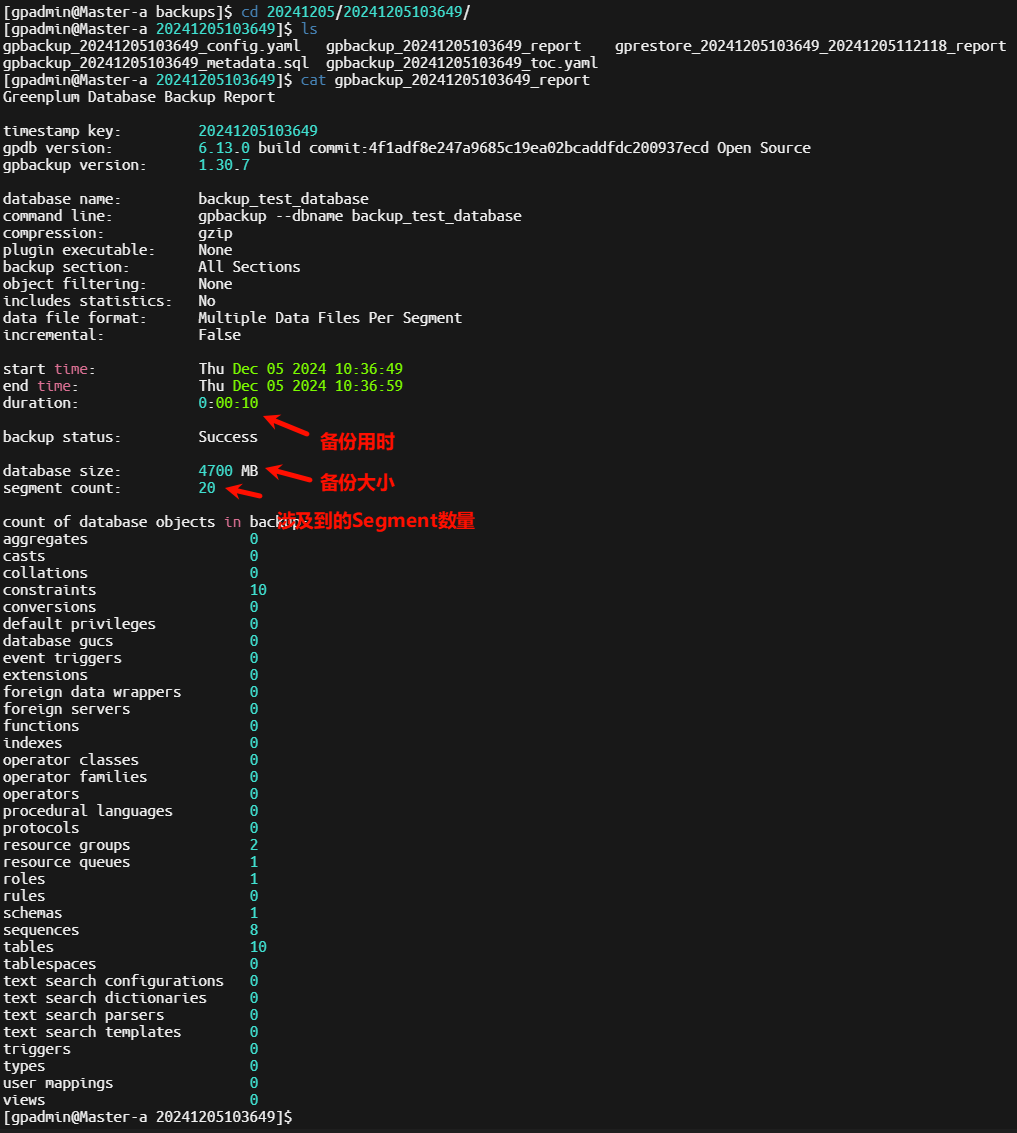 [gpadmin@Master-a backups]$ cd 20241205/20241205103649/
[gpadmin@Master-a 20241205103649]$ ls
gpbackup_20241205103649_config.yaml   gpbackup_20241205103649_report    gprestore_20241205103649_20241205112118_report
gpbackup_20241205103649_metadata.sql  gpbackup_20241205103649_toc.yaml
[gpadmin@Master-a 20241205103649]$ cat gpbackup_20241205103649_report
Greenplum Database Backup Report
timestamp key:         20241205103649
gpdb version:          6.13.0 build commit:4f1adf8e247a9685c19ea02bcaddfdc200937ecd Open Source
gpbackup version:      1.30.7
database name:         backup_test_database
command line:          gpbackup --dbname backup_test_database
compression:           gzip
plugin executable:     None
backup section:        All Sections
object filtering:      None
includes statistics:   No
data file format:      Multiple Data Files Per Segment
incremental:           False
start time:            Thu Dec 05 2024 10:36:49
end time:              Thu Dec 05 2024 10:36:59
duration:              0:00:10
备份用时
backup status:         Success
database size:         4700 MB
备份大小
segment count:         20
涉及到的Segment数量
count of database objects in backup:
aggregates                   0
casts                        0
collations                   0
constraints                  10
conversions                  0
default privileges           0
database gucs                0
event triggers               0
extensions                   0
foreign data wrappers        0
foreign servers              0
functions                    0
indexes                      0
operator classes             0
operator families            0
operators                    0
procedural languages         0
protocols                    0
resource groups              2
resource queues              1
roles                        1
rules                        0
schemas                      1
sequences                    8
tables                       10
tablespaces                  0
text search configurations   0
text search dictionaries     0
text search parsers          0
text search templates        0
triggers                     0
types                        0
user mappings                0
views                        0
[gpadmin@Master-a 20241205103649]$